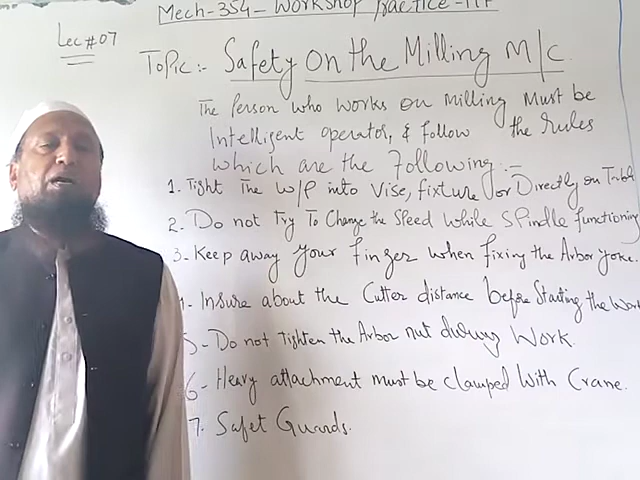 Mech-354- Workshop Practice-III
Lec#07
Topic:- Safety on the Milling M/C
The Person who works on Milling Must be
Intelligent operator, & follow the rules
which are the Following:-
1. Tight The W/P into Vise, fixture or Directly on Table
2. Do not Try To Change the Speed while Spindle functioning
3- Keep away your finger when fixing the Arbor yoke.
4- Insure about the Cutter distance before starting the Work
5- Do not Tighten the Arbor nut during Work.
6- Heavy attachment must be clamped with Crane.
7. Safet Guards.